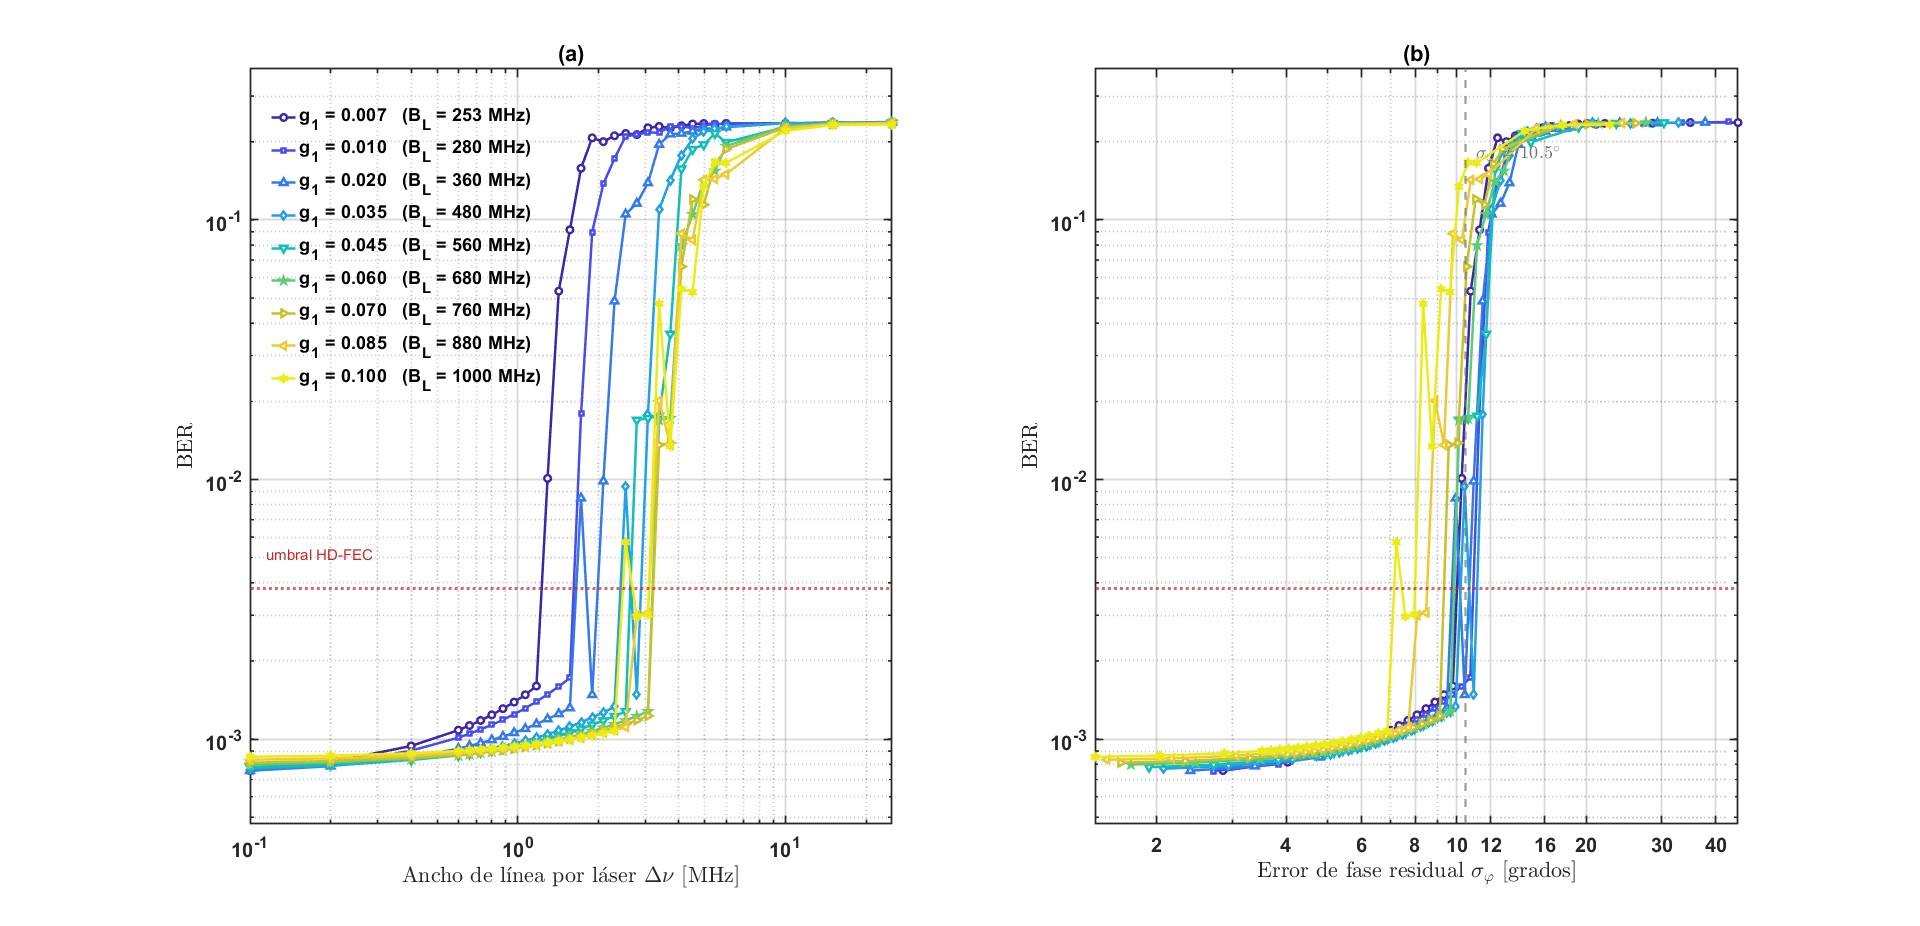 (a)
g1 = 0.007 (BL = 253 MHz)
g1 = 0.010 (BL = 280 MHz)
g1 = 0.020 (BL = 360 MHz)
g1 = 0.035 (BL = 480 MHz)
g1 = 0.045 (BL = 560 MHz)
g1 = 0.060 (BL = 680 MHz)
g1 = 0.070 (BL = 760 MHz)
g1 = 0.085 (BL = 880 MHz)
g1 = 0.100 (BL = 1000 MHz)
umbral HD-FEC
BER
10-1
10-2
10-3
10-1 100 101
Ancho de línea por láser Δν [MHz]
(b)
σ 10.5°
BER
10-1
10-2
10-3
2 4 6 8 10 12 16 20 30 40
Error de fase residual σφ [grados]